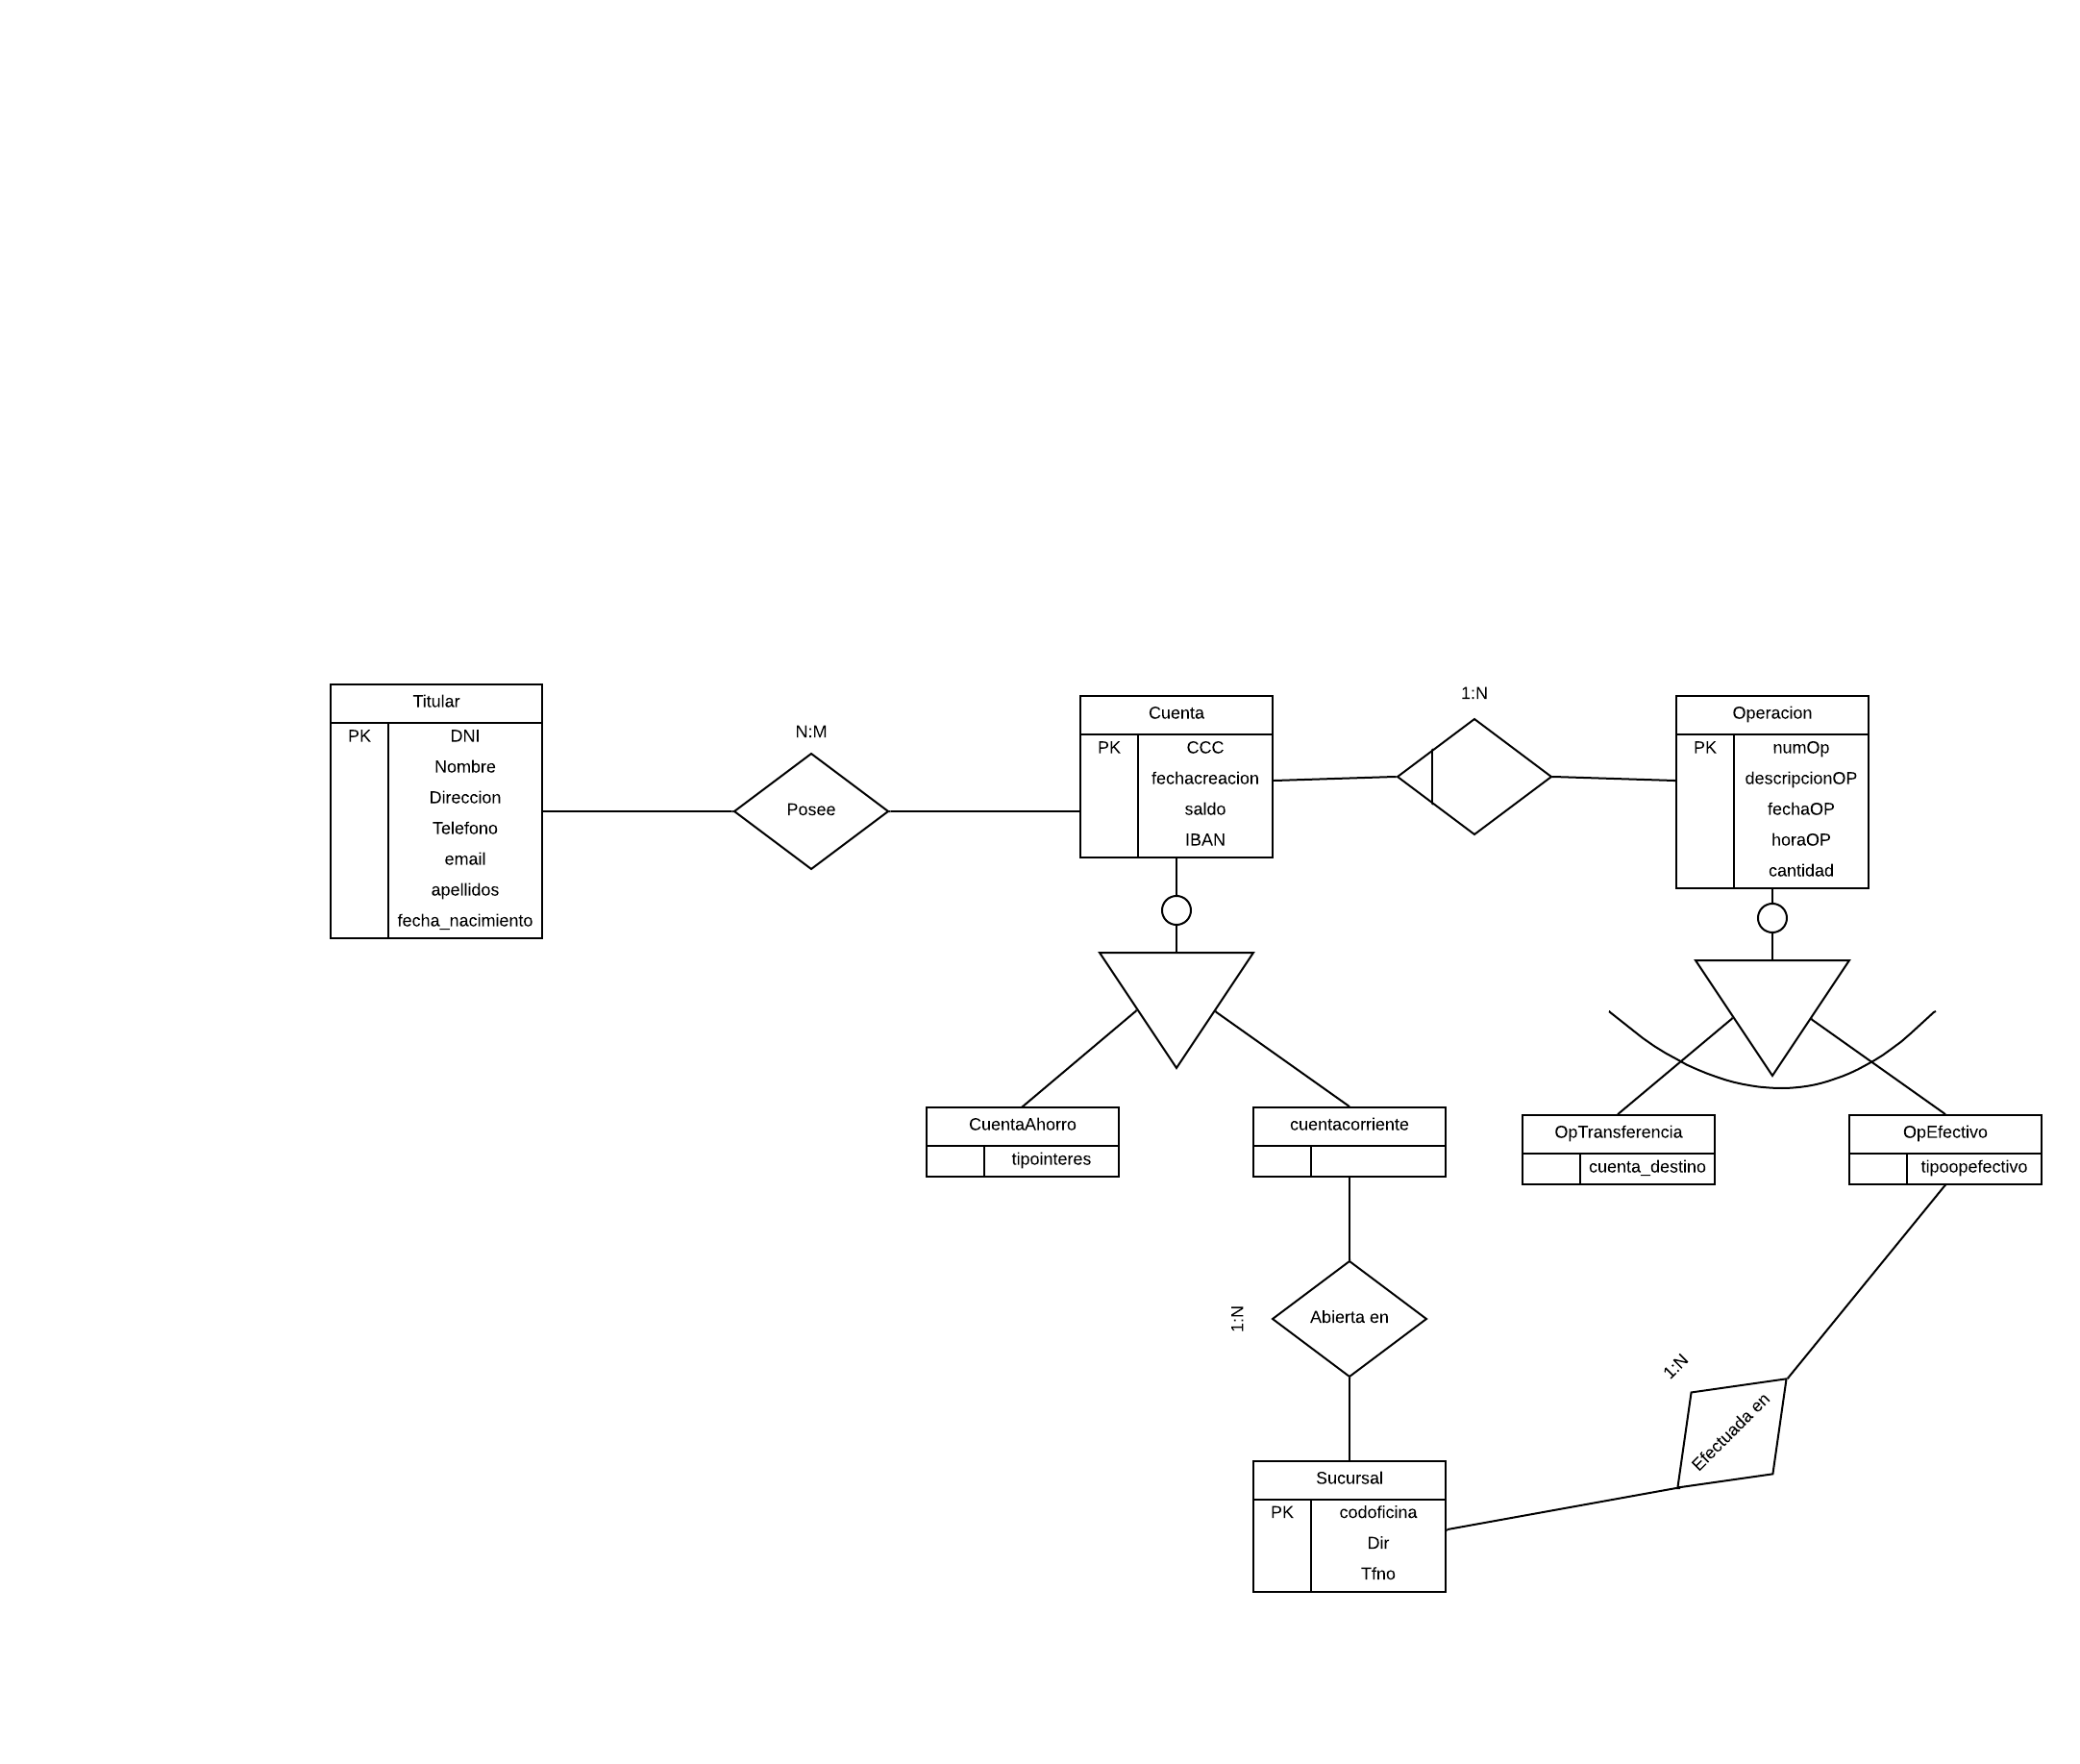 Titular
PK DNI
Nombre
Direccion
Telefono
email
apellidos
fecha_nacimiento
N:M
Posee
Cuenta
PK CCC
fechacreacion
saldo
IBAN
1:N
Operacion
PK numOp
descripcionOP
fechaOP
horaOP
cantidad
CuentaAhorro
tipointeres
cuentacorriente
OpTransferencia
cuenta_destino
OpEfectivo
tipoopefectivo
1:N
Abierta en
1:N
Efectuada en
Sucursal
PK codoficina
Dir
Tfno